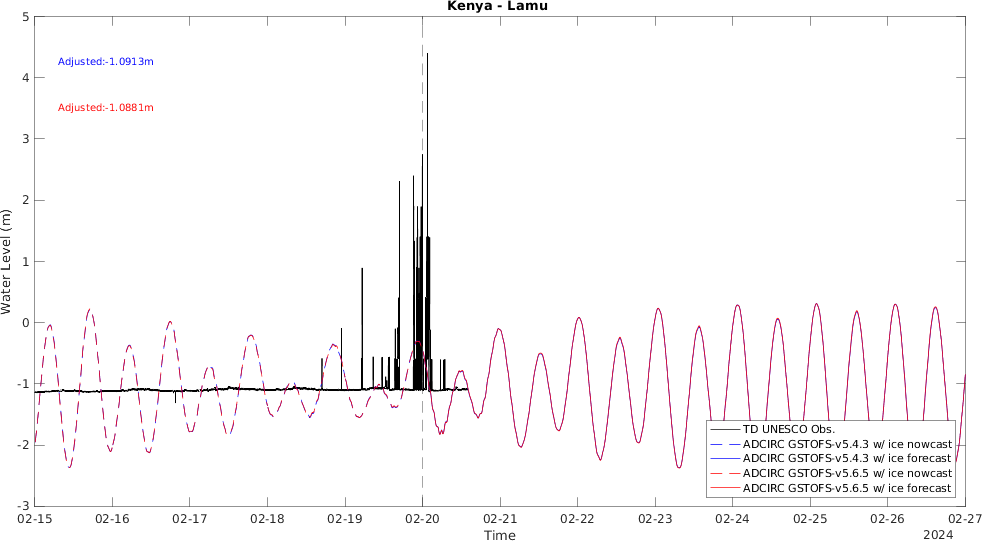 Kenya - Lamu
5
4
3
2
1
0
-1
-2
-3
Water Level (m)
Adjusted:-1.0913m
Adjusted:-1.0881m
TD UNESCO Obs.
ADCIRC GSTOFS-v5.4.3 w/ ice nowcast
ADCIRC GSTOFS-v5.4.3 w/ ice forecast
ADCIRC GSTOFS-v5.6.5 w/ ice nowcast
ADCIRC GSTOFS-v5.6.5 w/ ice forecast
02-15 02-16 02-17 02-18 02-19 02-20 02-21 02-22 02-23 02-24 02-25 02-26 02-27
Time
2024